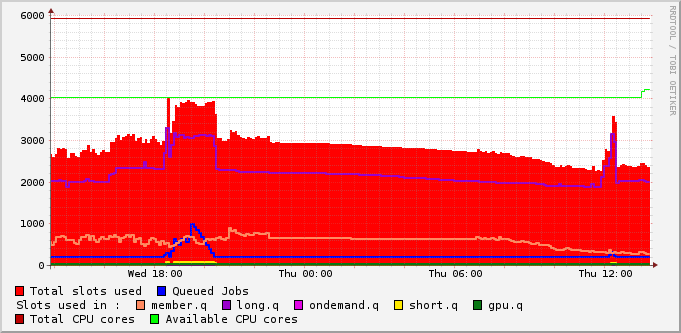 6000
5000
4000
3000
2000
1000
0
Wed 18:00 Thu 00:00 Thu 06:00 Thu 12:00
RRDTOOL / TOBI OETIKER
Total slots used Queued Jobs
Slots used in : member.q long.q ondemand.q short.q gpu.q
Total CPU cores Available CPU cores